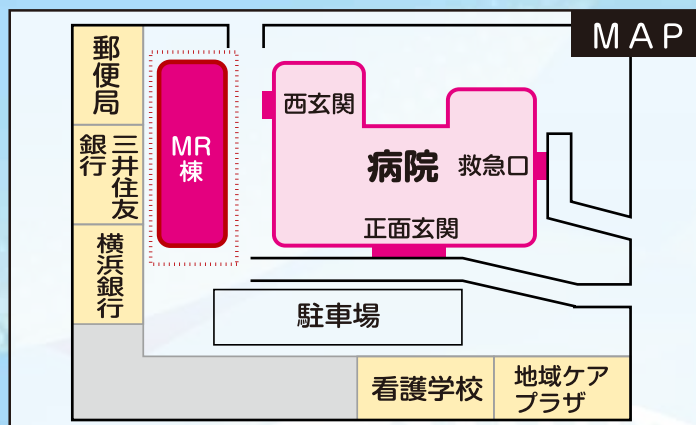 MAP
郵便局
三井住友
銀行
横浜銀行
MR
棟
西玄関
病院
救急口
正面玄関
駐車場
看護学校
地域ケア
プラザ